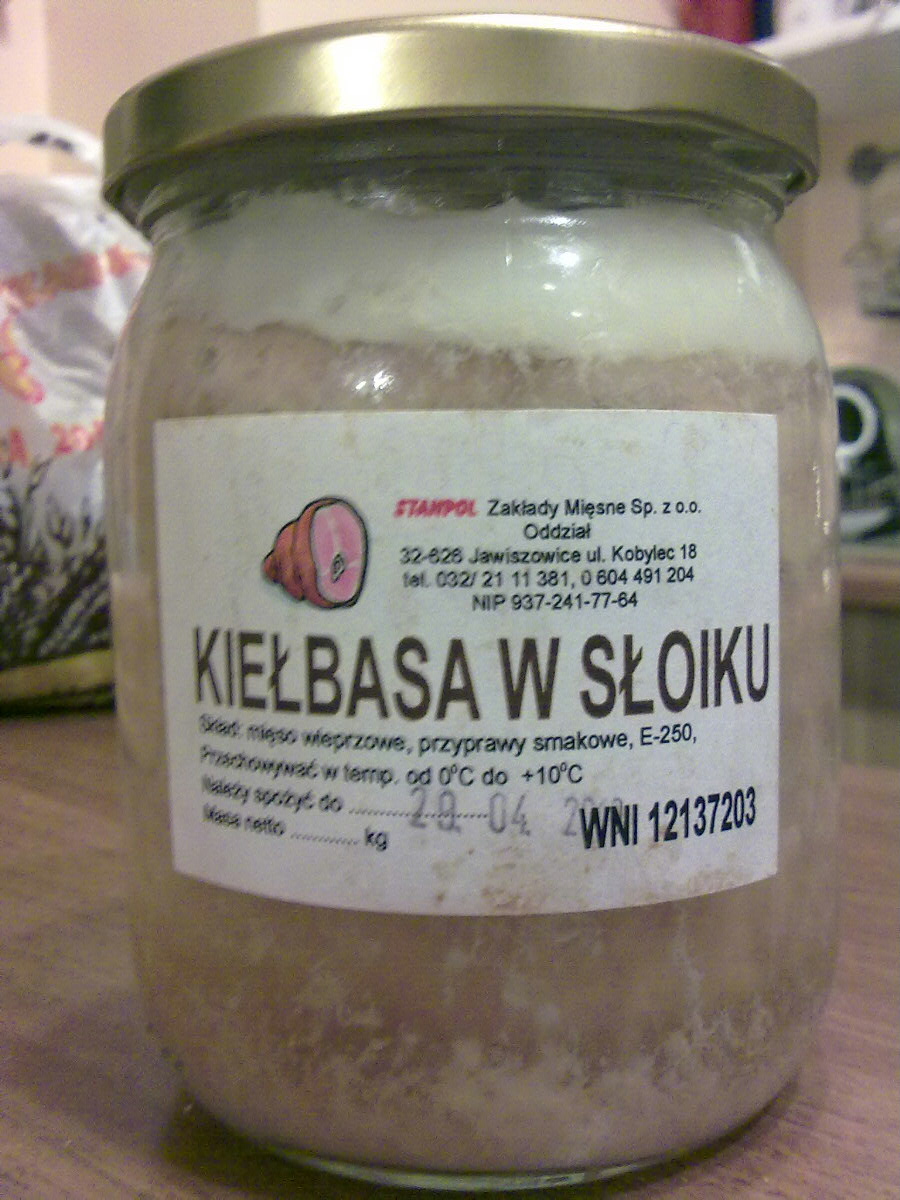 STANPOL Zakłady Mięsne Sp. z o.o.
Oddział
32-626 Jawiszowice ul. Kobylec 18
tel. 032/ 21 11 381, 0 604 491 204
NIP 937-241-77-64
KIEŁBASA W SŁOIKU
Skład: mięso wieprzowe, przyprawy smakowe, E-250,
Przechowywać w temp. od 0°C do +10°C
Należy spożyć do ........................ 29. 04.
Masa netto ............ kg
WNI 12137203